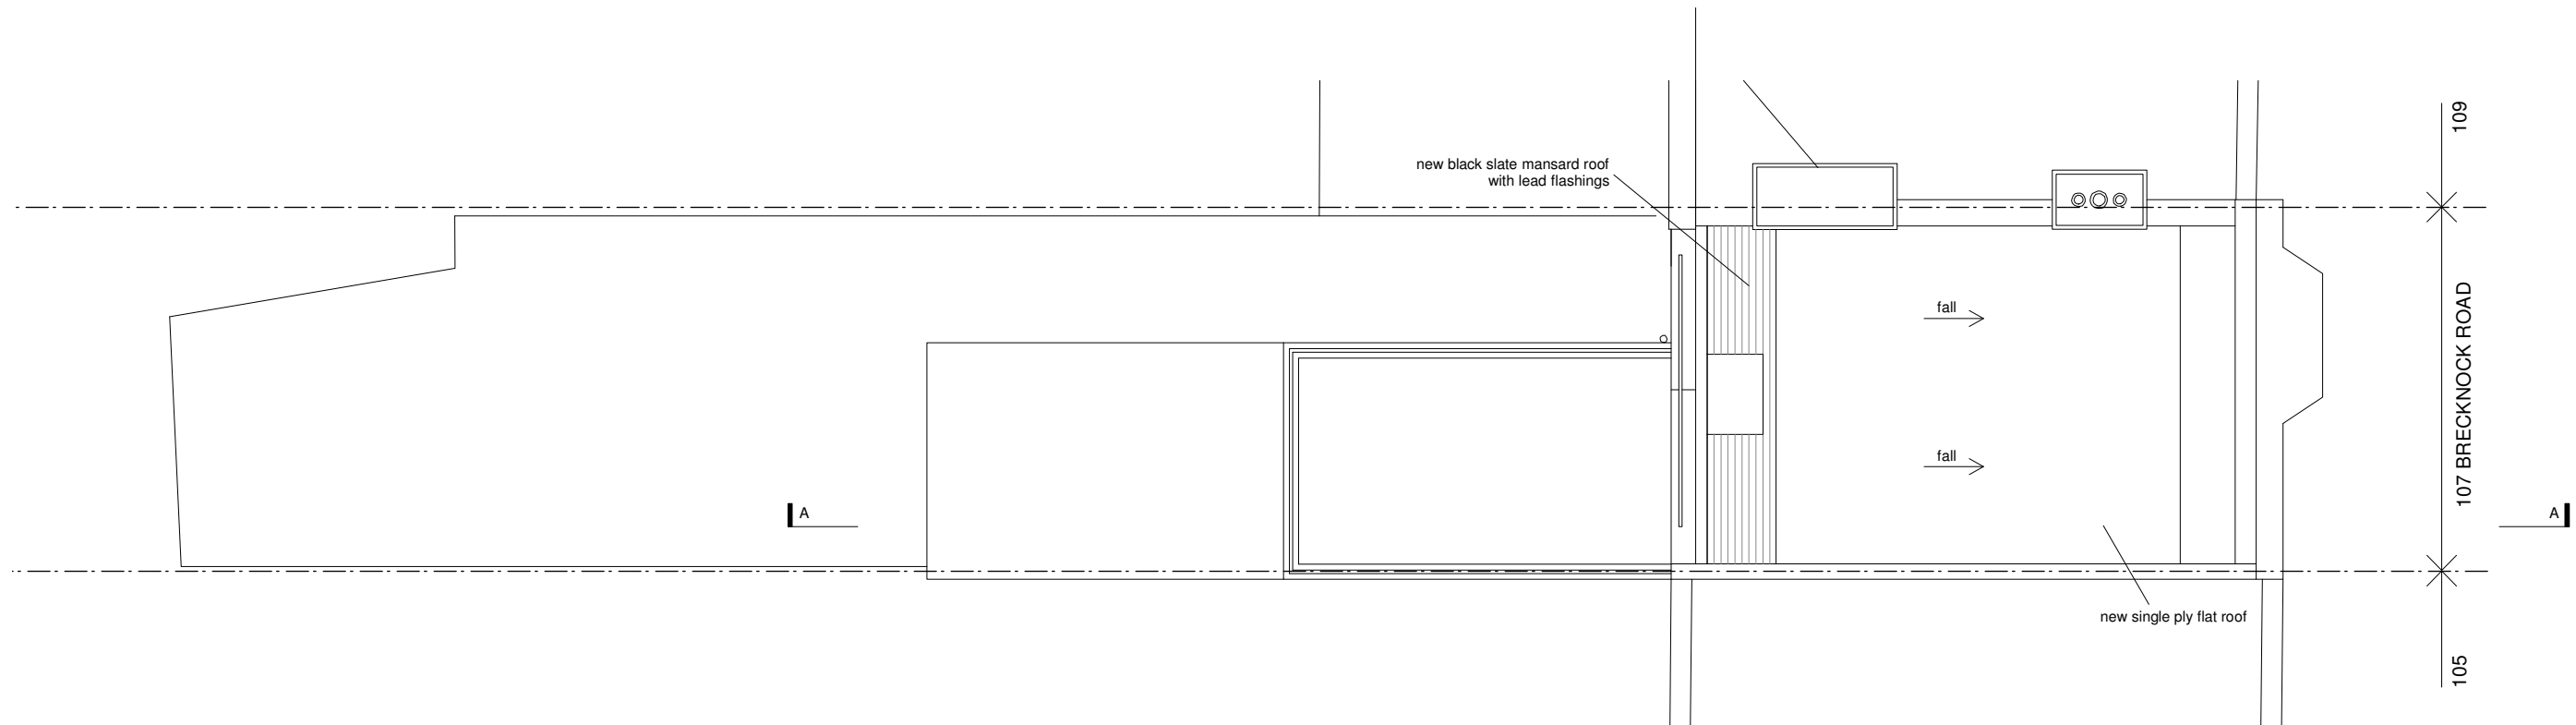 109
new black slate mansard roof
with lead flashings
fall
107 BRECKNOCK ROAD
fall
A
A
new single ply flat roof
105